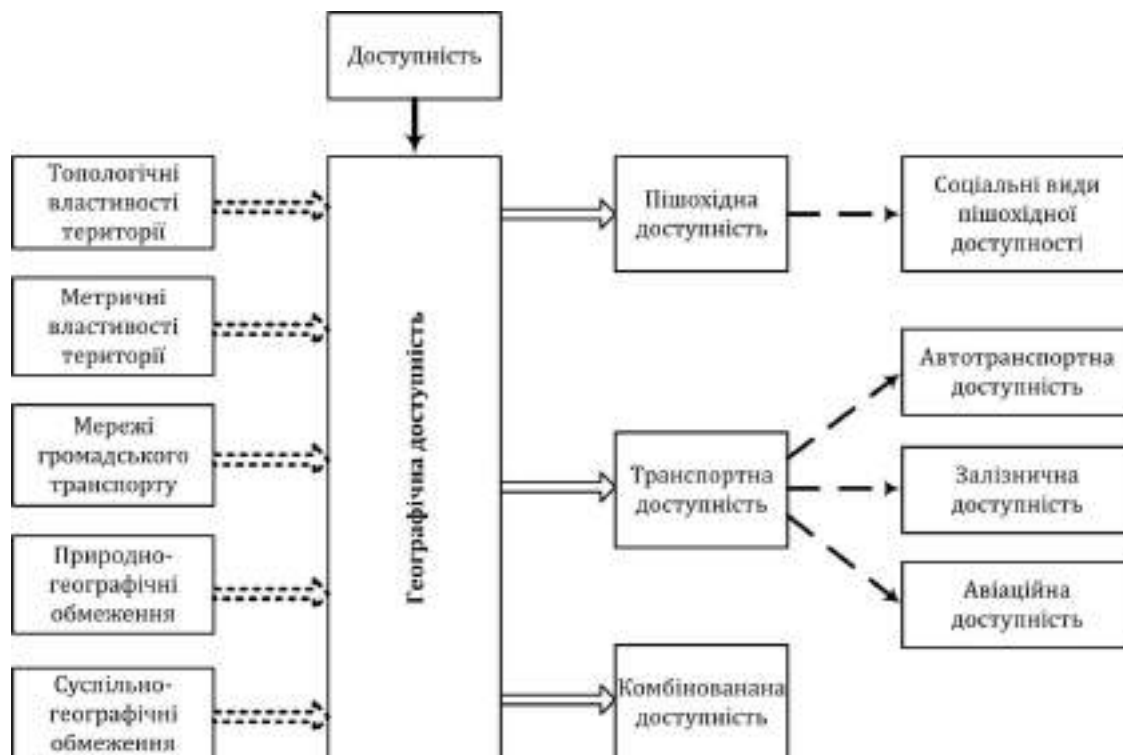 Доступність
Топологічні
властивості
території
Метричні
властивості
території
Мережі
громадського
транспорту
Природно-
географічні
обмеження
Суспільно-
географічні
обмеження
Географічна доступність
Пішохідна
доступність
Транспортна
доступність
Комбінованана
доступність
Соціальні види
пішохідної
доступності
Автотранспортна
доступність
Залізнична
доступність
Авіаційна
доступність